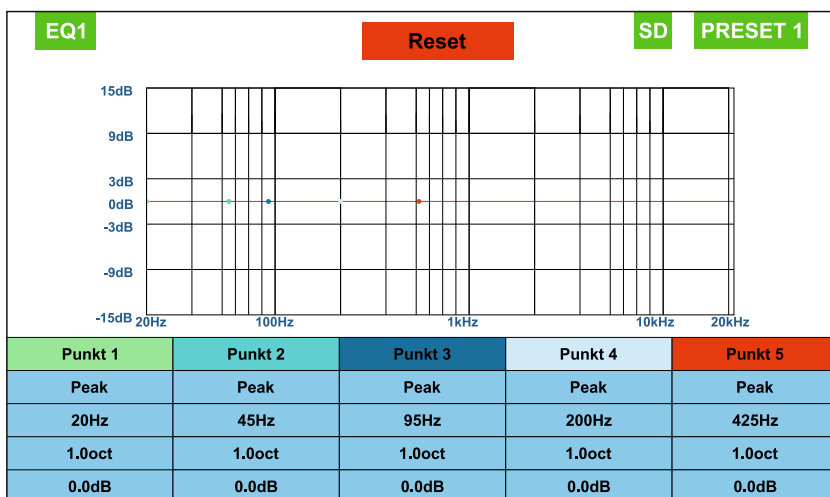 EQ1 Reset SD PRESET 1
15dB
9dB
3dB
0dB
-3dB
-9dB
-15dB
20Hz 100Hz 1kHz 10kHz 20kHz
Punkt 1 Punkt 2 Punkt 3 Punkt 4 Punkt 5
Peak Peak Peak Peak Peak
20Hz 45Hz 95Hz 200Hz 425Hz
1.0oct 1.0oct 1.0oct 1.0oct 1.0oct
0.0dB 0.0dB 0.0dB 0.0dB 0.0dB